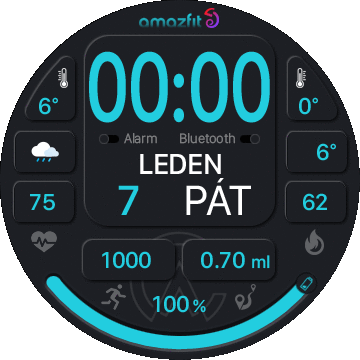 amazfit
00:00
6° Alarm Bluetooth 0°
LEDEN
6°
75 7 PÁT 62
1000 0.70 ml
100 %